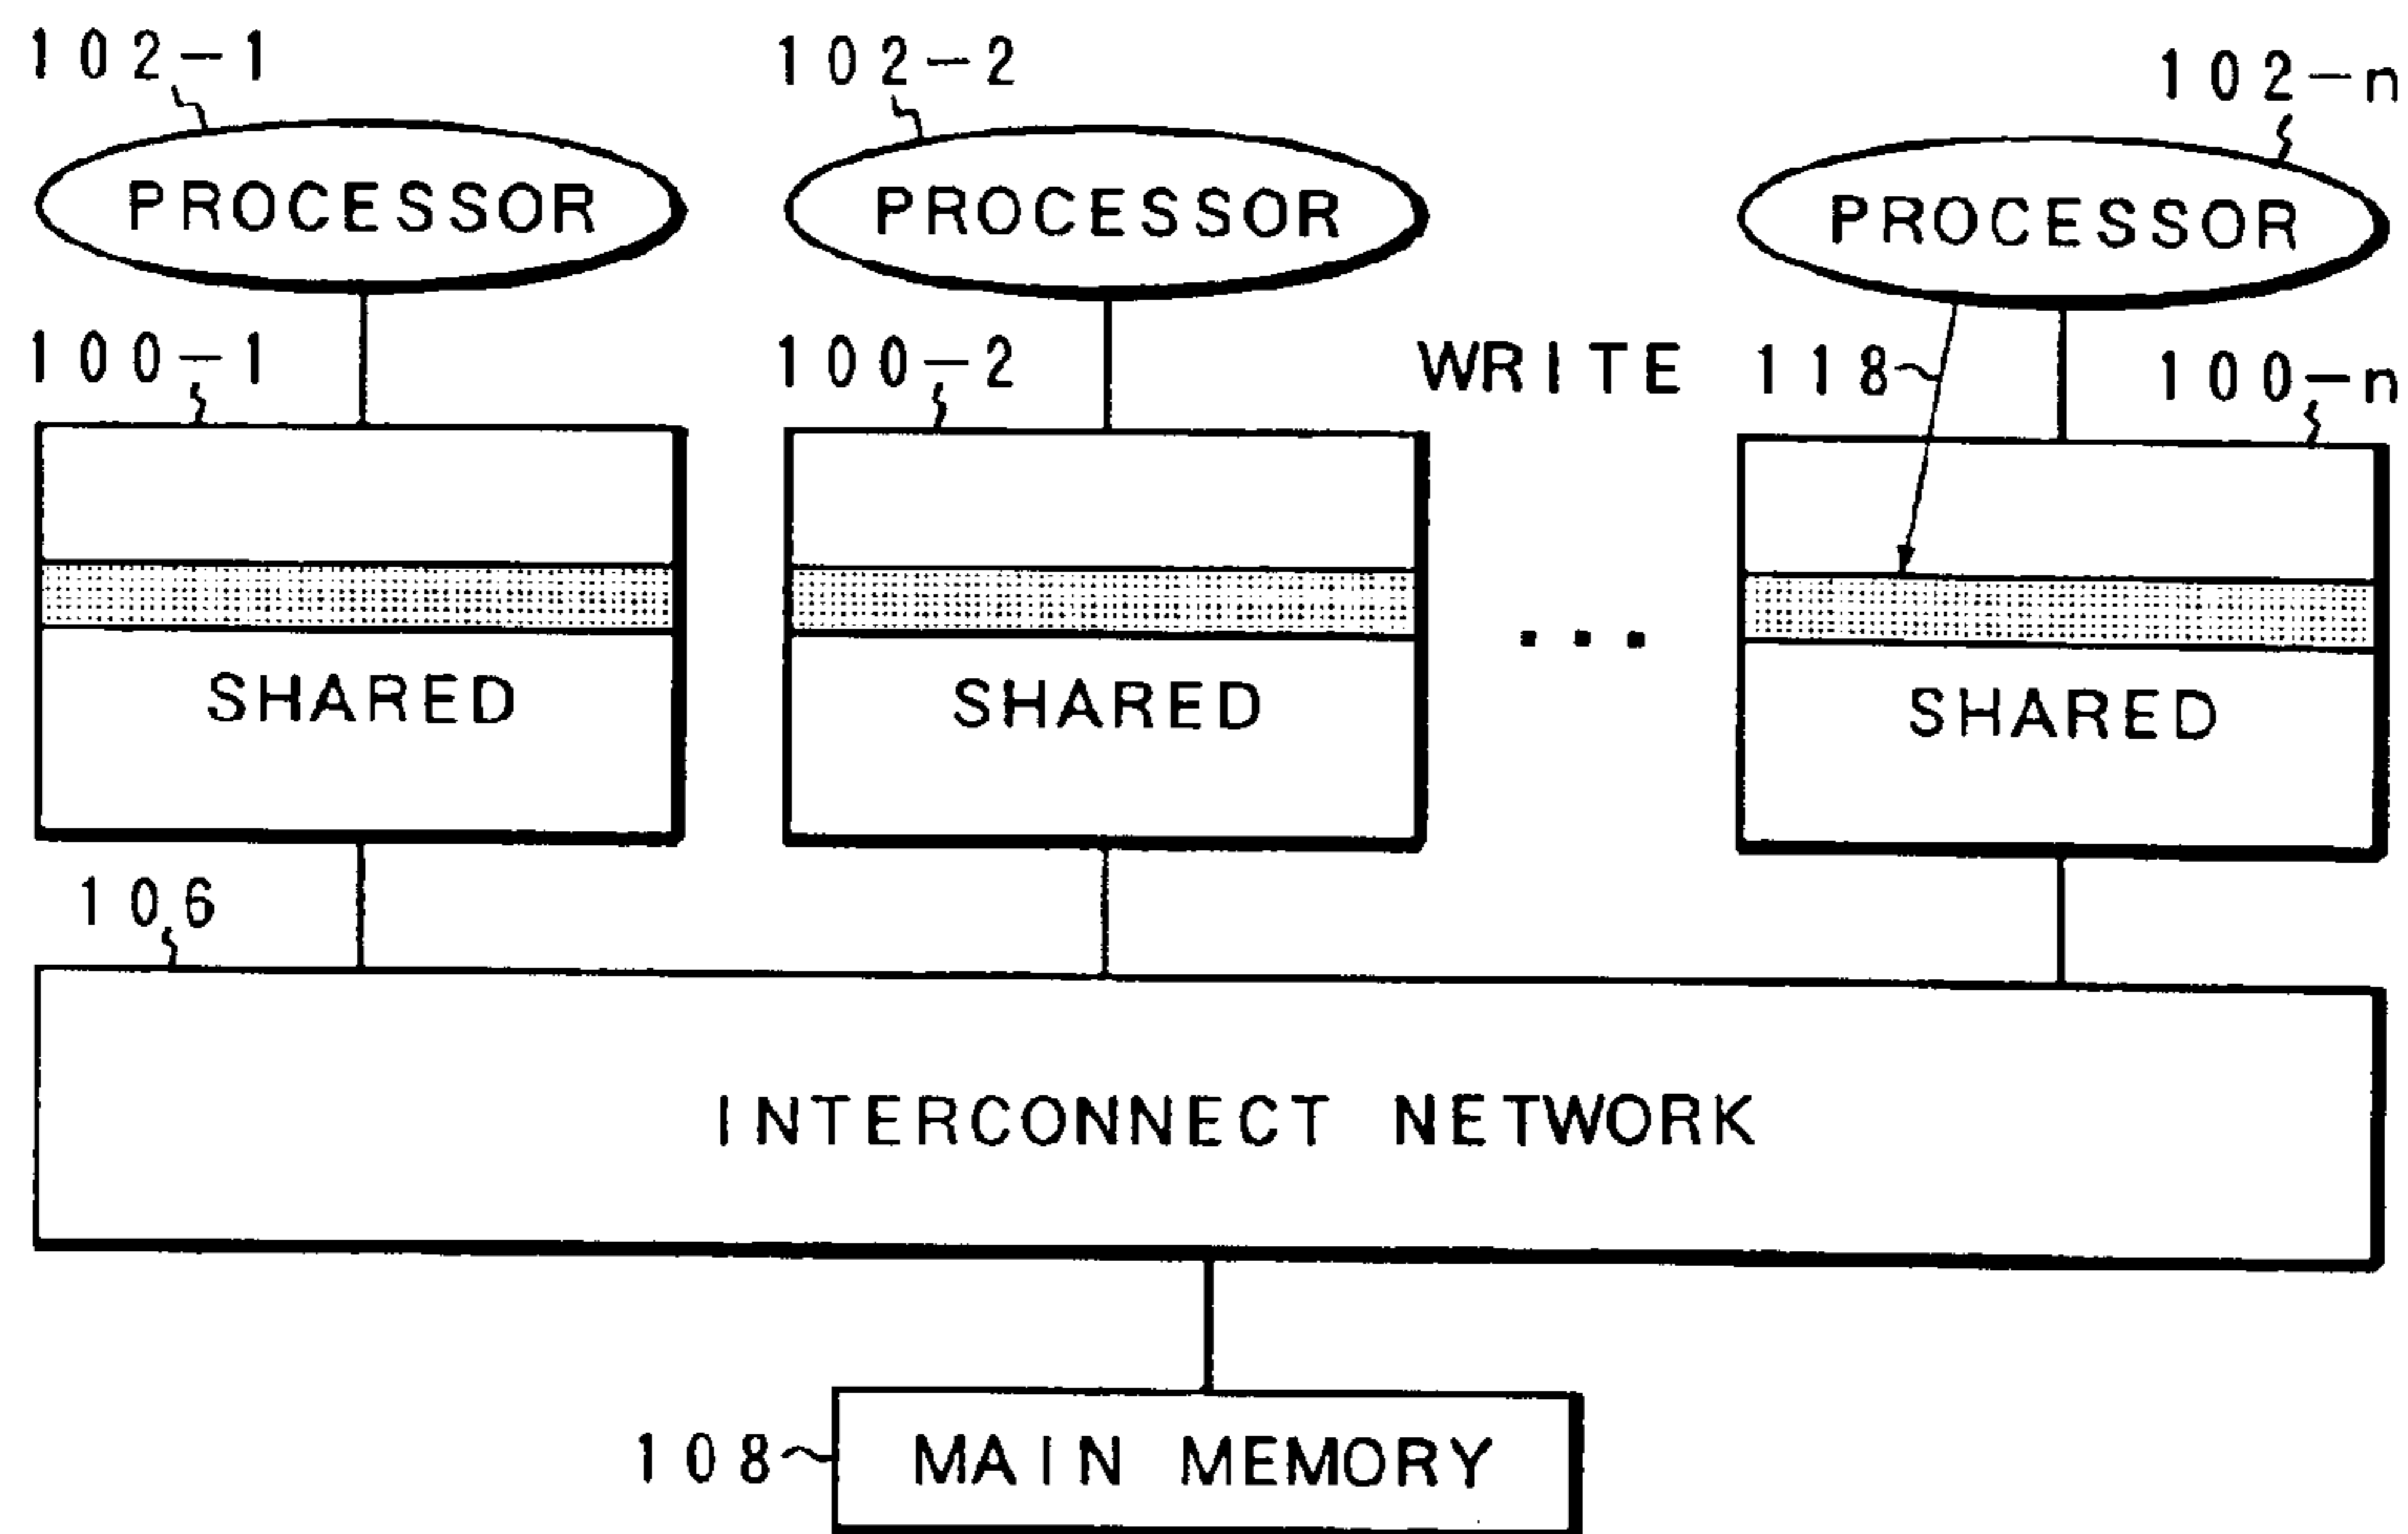 102-1 102-2 102-n
PROCESSOR PROCESSOR PROCESSOR
100-1 100-2 WRITE 118 100-n
SHARED SHARED SHARED
106
INTERCONNECT NETWORK
108 MAIN MEMORY